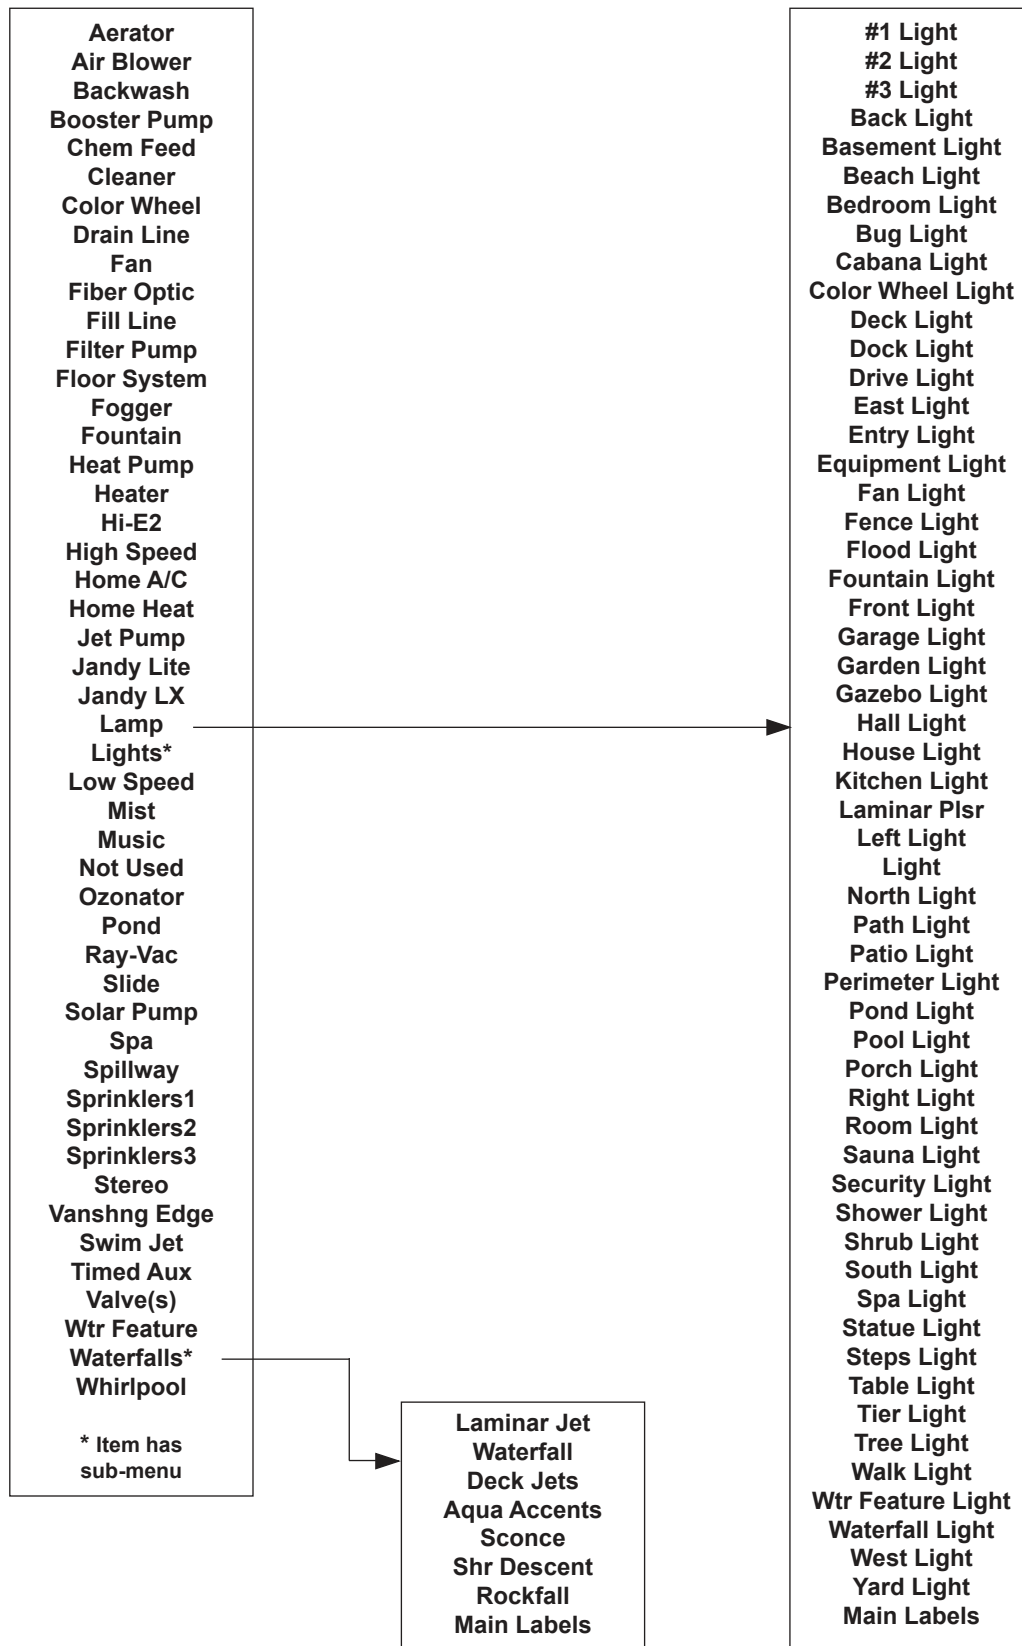 Aerator
Air Blower
Backwash
Booster Pump
Chem Feed
Cleaner
Color Wheel
Drain Line
Fan
Fiber Optic
Fill Line
Filter Pump
Floor System
Fogger
Fountain
Heat Pump
Heater
Hi-E2
High Speed
Home A/C
Home Heat
Jet Pump
Jandy Lite
Jandy LX
Lamp
Lights*
Low Speed
Mist
Music
Not Used
Ozonator
Pond
Ray-Vac
Slide
Solar Pump
Spa
Spillway
Sprinklers1
Sprinklers2
Sprinklers3
Stereo
Vanshng Edge
Swim Jet
Timed Aux
Valve(s)
Wtr Feature
Waterfalls*
Whirlpool
* Item has
sub-menu
Laminar Jet
Waterfall
Deck Jets
Aqua Accents
Sconce
Shr Descent
Rockfall
Main Labels
#1 Light
#2 Light
#3 Light
Back Light
Basement Light
Beach Light
Bedroom Light
Bug Light
Cabana Light
Color Wheel Light
Deck Light
Dock Light
Drive Light
East Light
Entry Light
Equipment Light
Fan Light
Fence Light
Flood Light
Fountain Light
Front Light
Garage Light
Garden Light
Gazebo Light
Hall Light
House Light
Kitchen Light
Laminar Plsr
Left Light
Light
North Light
Path Light
Patio Light
Perimeter Light
Pond Light
Pool Light
Porch Light
Right Light
Room Light
Sauna Light
Security Light
Shower Light
Shrub Light
South Light
Spa Light
Statue Light
Steps Light
Table Light
Tier Light
Tree Light
Walk Light
Wtr Feature Light
Waterfall Light
West Light
Yard Light
Main Labels